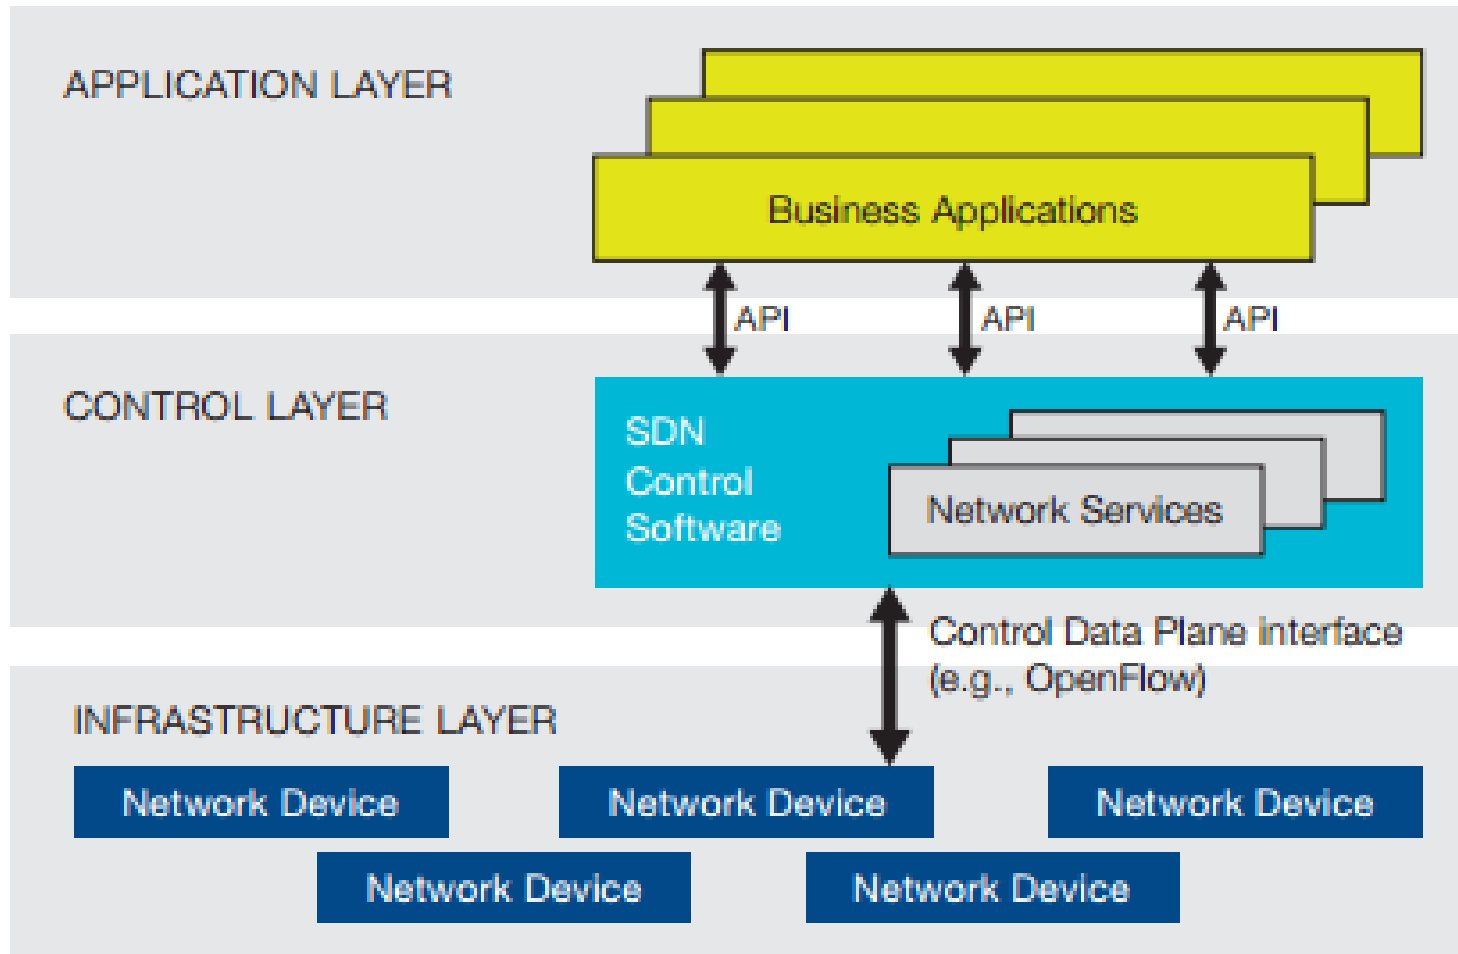 APPLICATION LAYER
Business Applications
API
API
API
CONTROL LAYER
SDN
Control
Software
Network Services
Control Data Plane interface
(e.g., OpenFlow)
INFRASTRUCTURE LAYER
Network Device
Network Device
Network Device
Network Device
Network Device